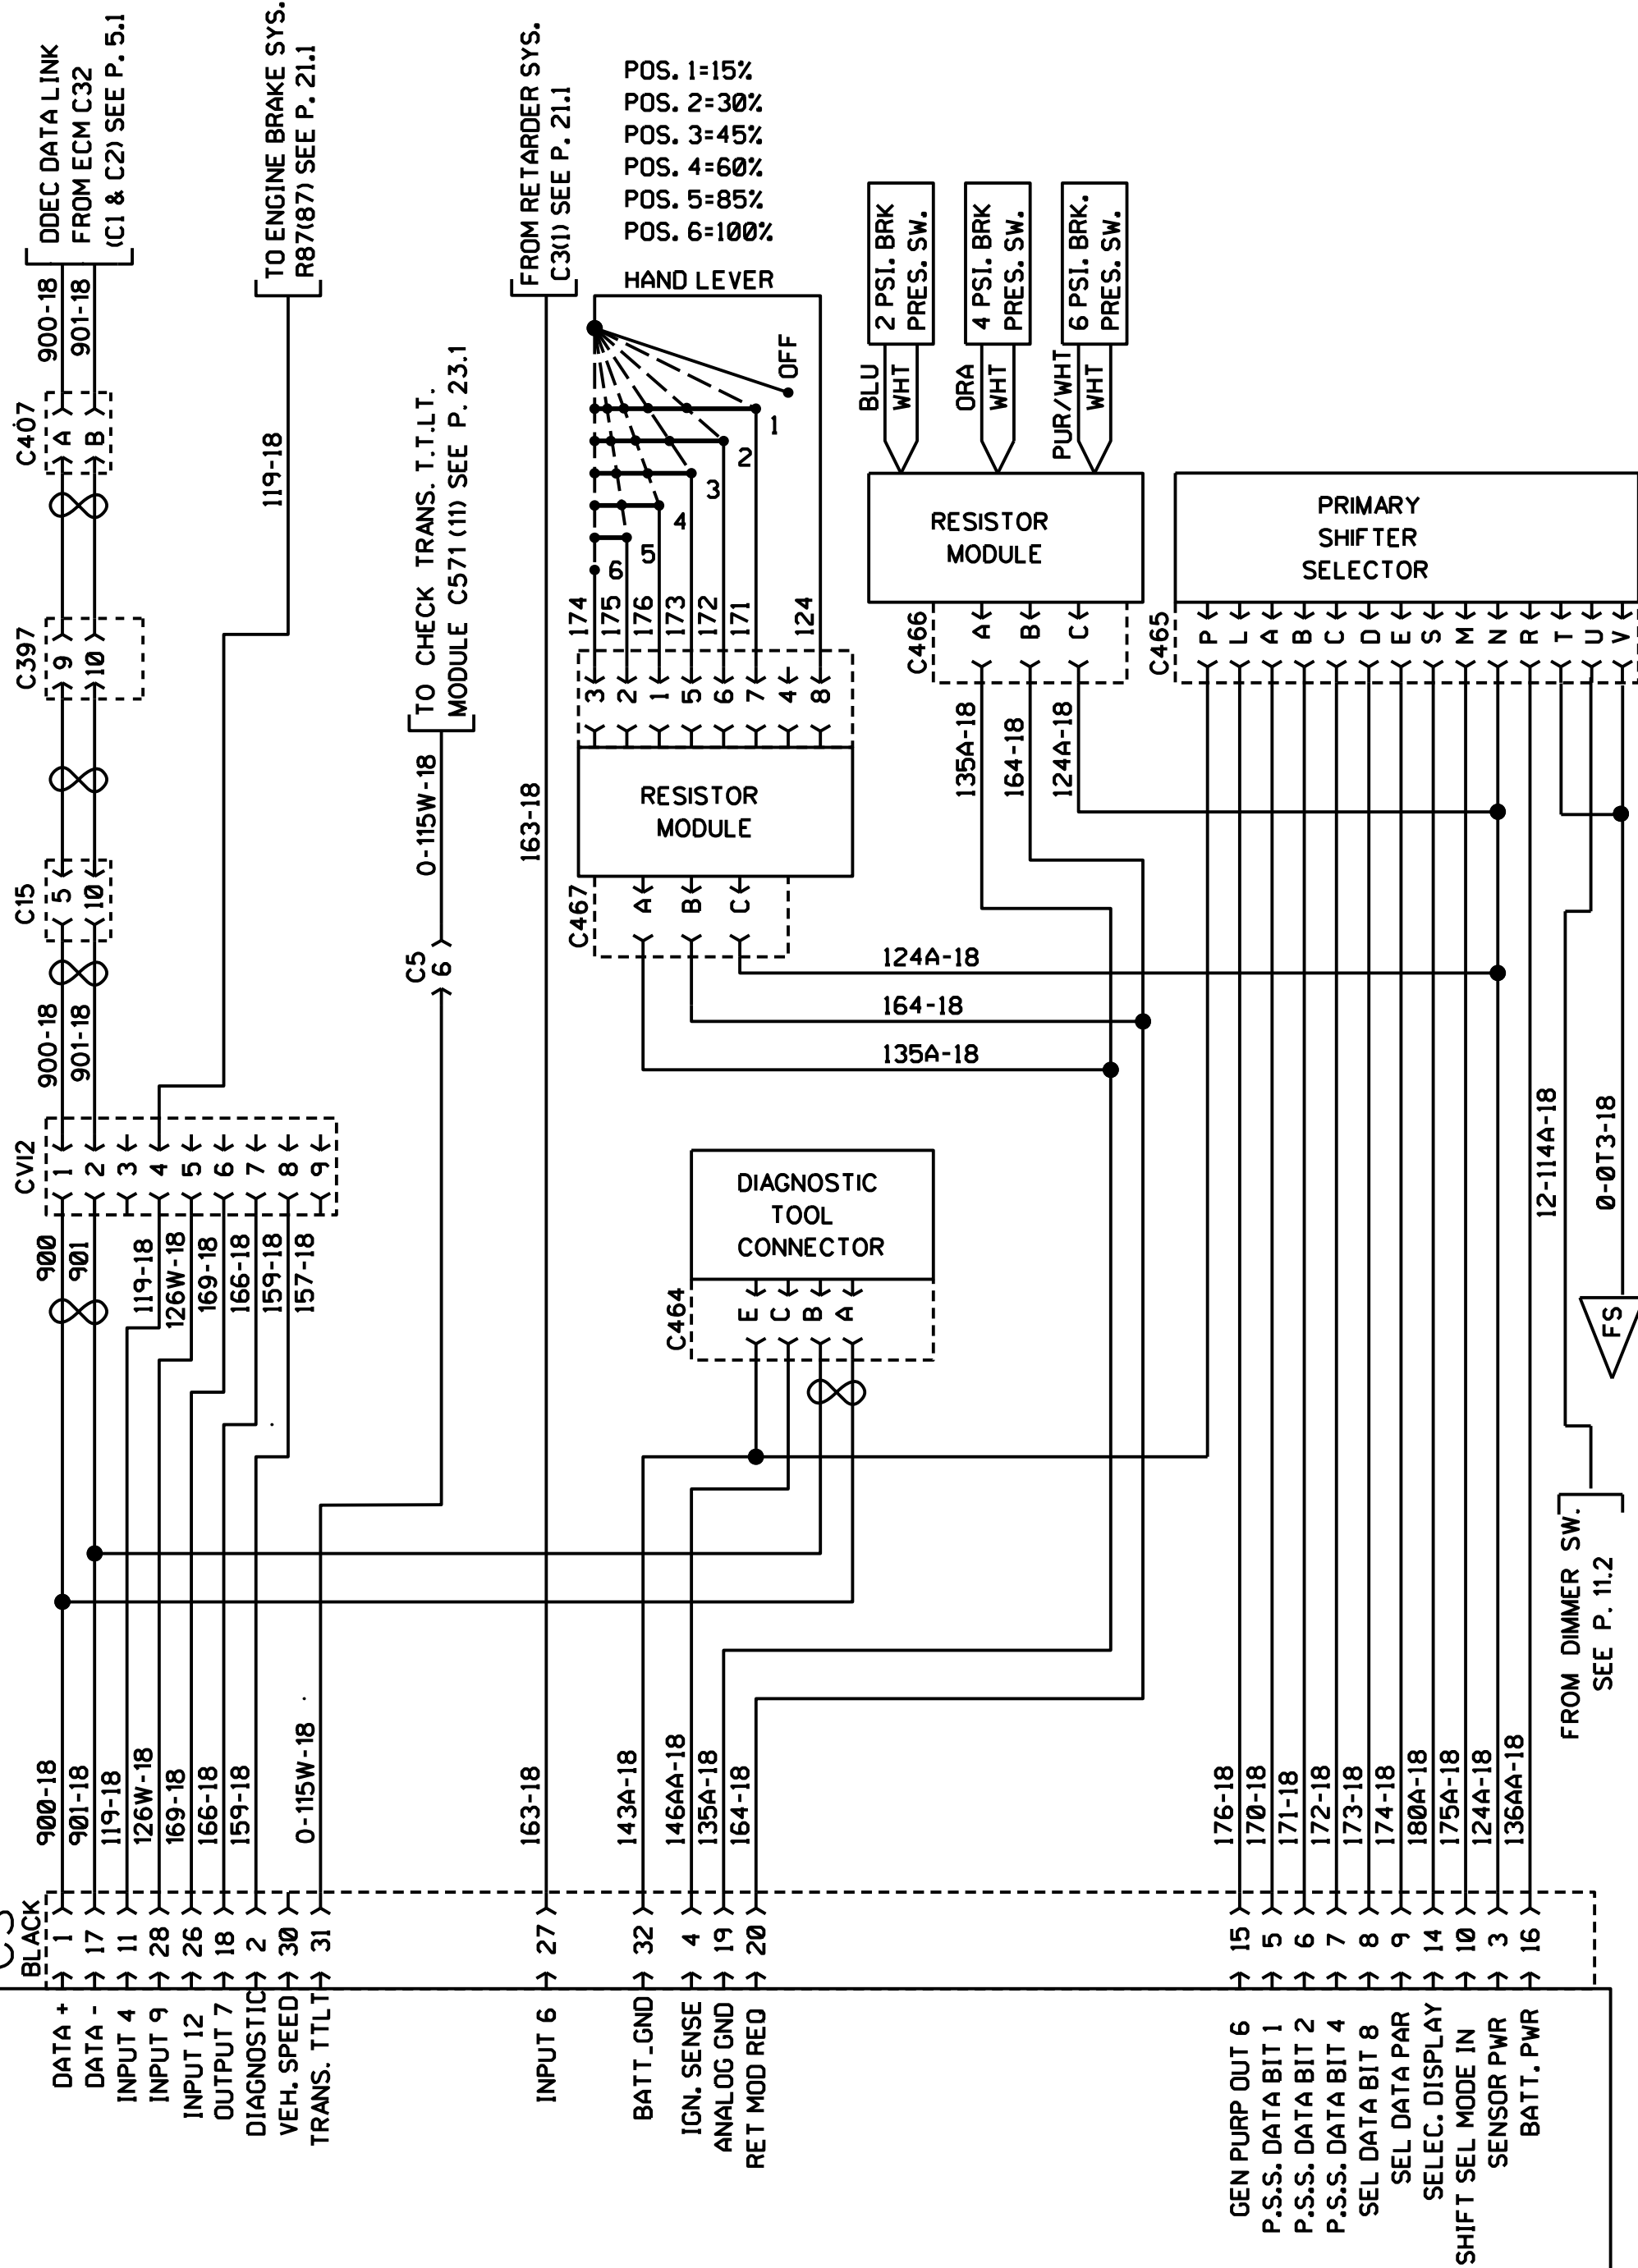 DDEC DATA LINK
FROM ECM C32
(C1 & C2) SEE P. 5.1
TO ENGINE BRAKE SYS.
R87(87) SEE P. 21.1
TO CHECK TRANS. T.T.LT.
MODULE C571 (11) SEE P. 23.1
FROM RETARDER SYS.
C3(1) SEE P. 21.1
POS. 1=15%
POS. 2=30%
POS. 3=45%
POS. 4=60%
POS. 5=85%
POS. 6=100%
HAND LEVER
OFF
1
2
3
4
5
6
900-18
901-18
C407
A
B
119-18
C397
9
10
C15
5
10
900-18
901-18
0-115W-18
C5
6
163-18
174
175
176
173
172
171
124
3
2
1
5
6
7
4
8
RESISTOR
MODULE
C467
A
B
C
2 PSI. BRK
PRES. SW.
4 PSI. BRK
PRES. SW.
6 PSI. BRK.
PRES. SW.
BLU
WHT
ORA
WHT
PUR/WHT
WHT
RESISTOR
MODULE
C466
A
B
C
135A-18
164-18
124A-18
PRIMARY
SHIFTER
SELECTOR
C465
P
L
A
B
C
D
E
S
M
N
R
T
U
V
124A-18
164-18
135A-18
CVI2
1
2
3
4
5
6
7
8
9
900
901
119-18
126W-18
169-18
166-18
159-18
157-18
DIAGNOSTIC
TOOL
CONNECTOR
C464
E
C
B
A
12-114A-18
0-0T3-18
FS
FROM DIMMER SW.
SEE P. 11.2
900-18
901-18
119-18
126W-18
169-18
166-18
159-18
0-115W-18
163-18
143A-18
146AA-18
135A-18
164-18
176-18
170-18
171-18
172-18
173-18
174-18
180A-18
175A-18
124A-18
136AA-18
BLACK
1
17
11
28
26
18
2
30
31
27
32
4
19
20
15
5
6
7
8
9
14
10
3
16
DATA +
DATA -
INPUT 4
INPUT 9
INPUT 12
OUTPUT 7
DIAGNOSTIC
VEH. SPEED
TRANS. TTLT
INPUT 6
BATT.GND
IGN. SENSE
ANALOG GND
RET MOD REQ
GEN PURP OUT 6
P.S.S. DATA BIT 1
P.S.S. DATA BIT 2
P.S.S. DATA BIT 4
SEL DATA BIT 8
SEL DATA PAR
SELEC. DISPLAY
SHIFT SEL MODE IN
SENSOR PWR
BATT. PWR